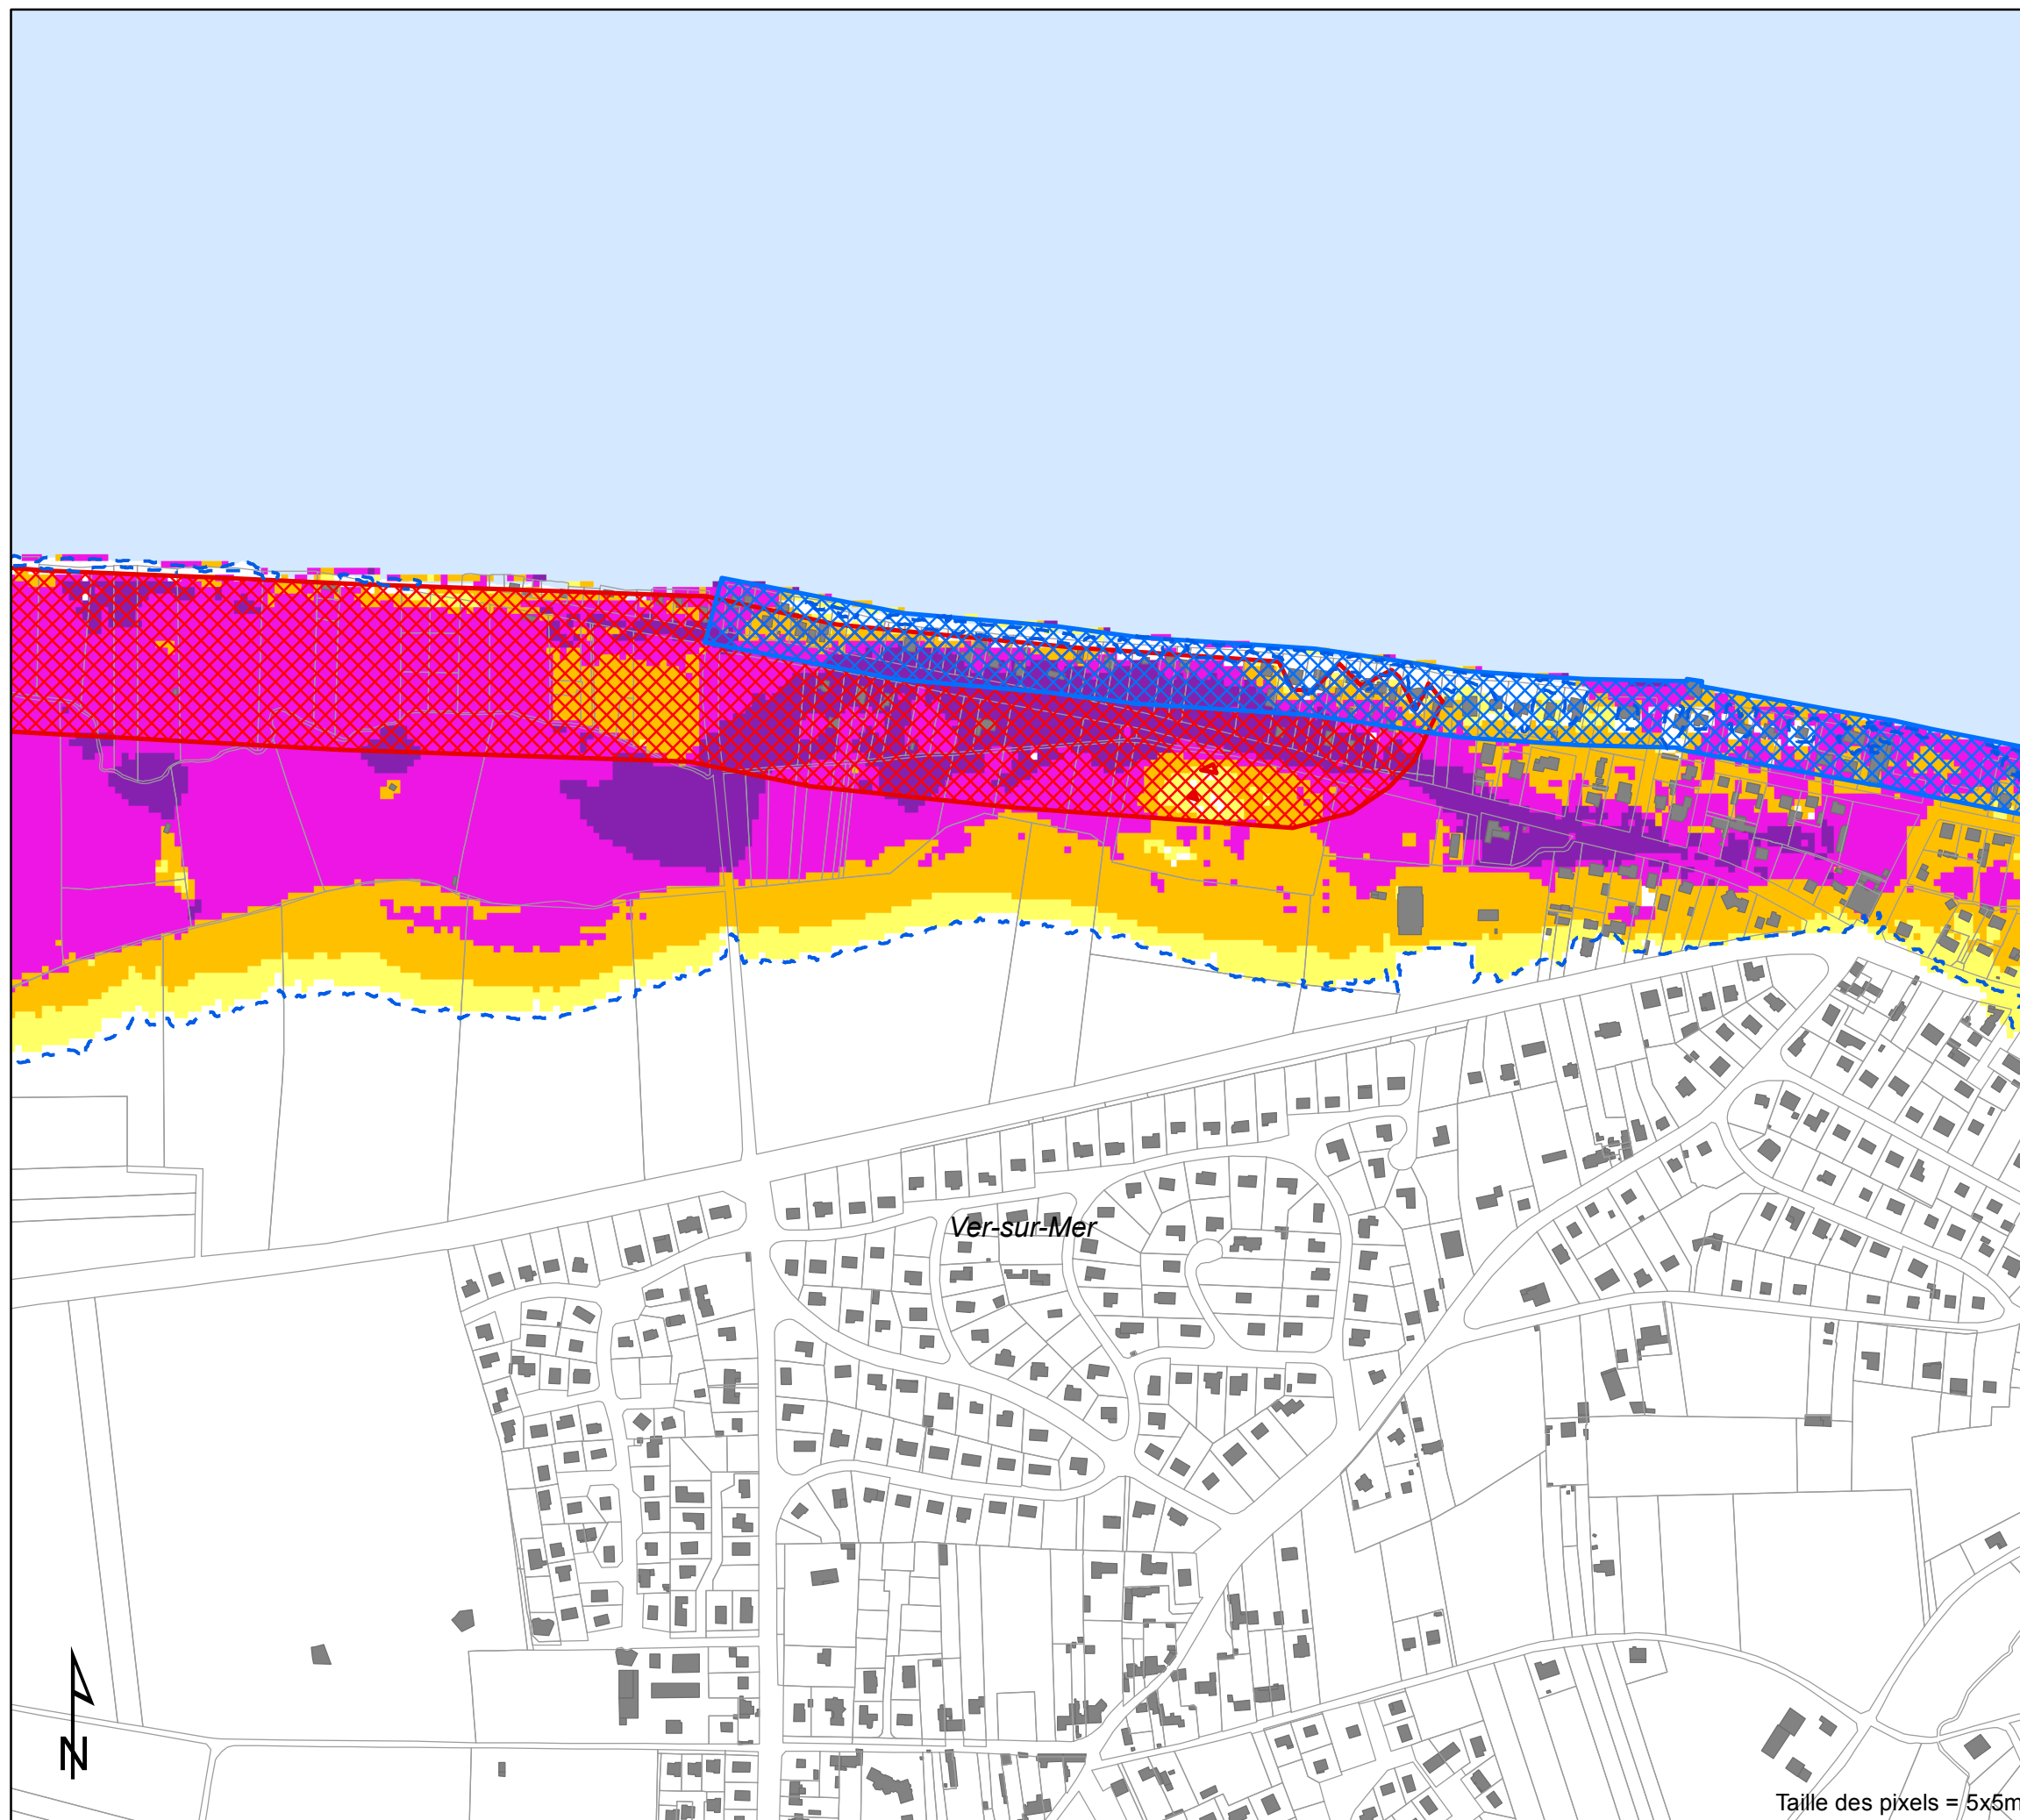 Ver-sur-Mer
N
Taille des pixels = 5x5m